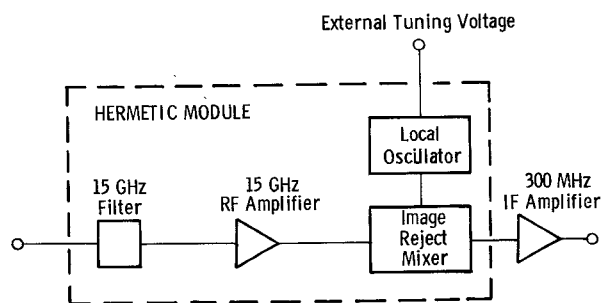 External Tuning Voltage
HERMETIC MODULE
Local
Oscillator
15 GHz
Filter
15 GHz
RF Amplifier
300 MHz
IF Amplifier
Image
Reject
Mixer